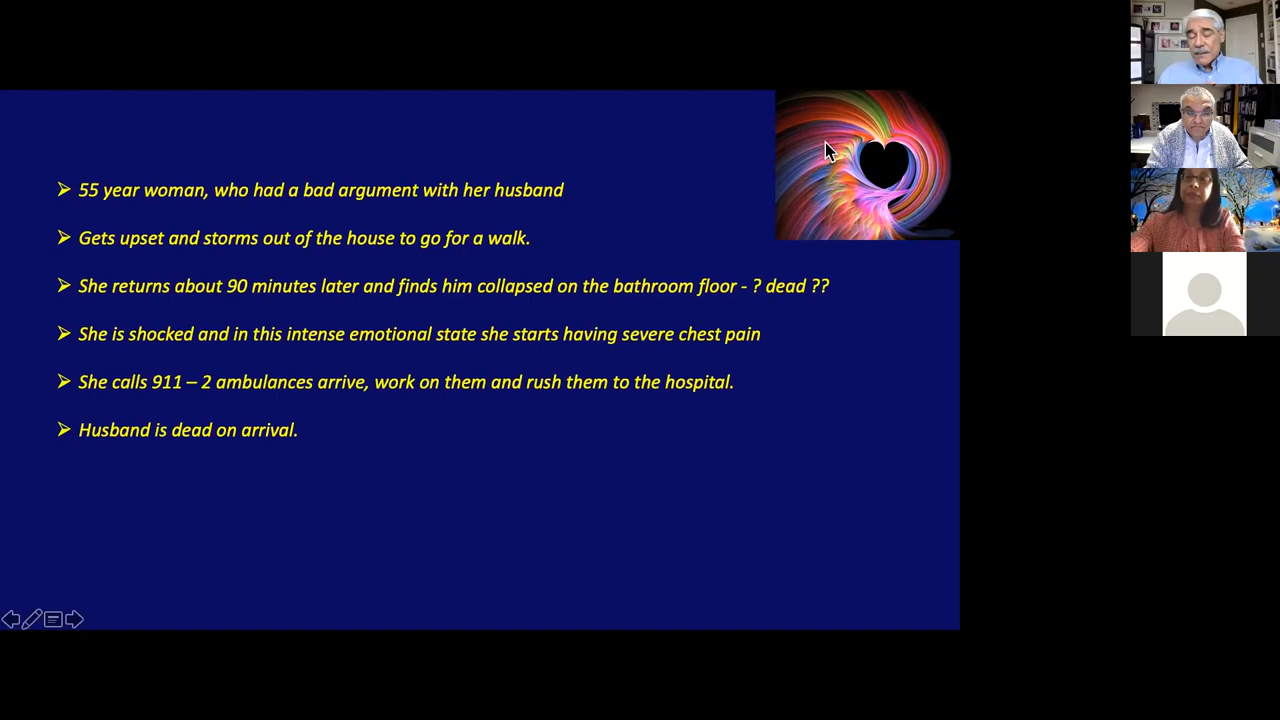 55 year woman, who had a bad argument with her husband
Gets upset and storms out of the house to go for a walk.
She returns about 90 minutes later and finds him collapsed on the bathroom floor - ? dead ??
She is shocked and in this intense emotional state she starts having severe chest pain
She calls 911 – 2 ambulances arrive, work on them and rush them to the hospital.
Husband is dead on arrival.